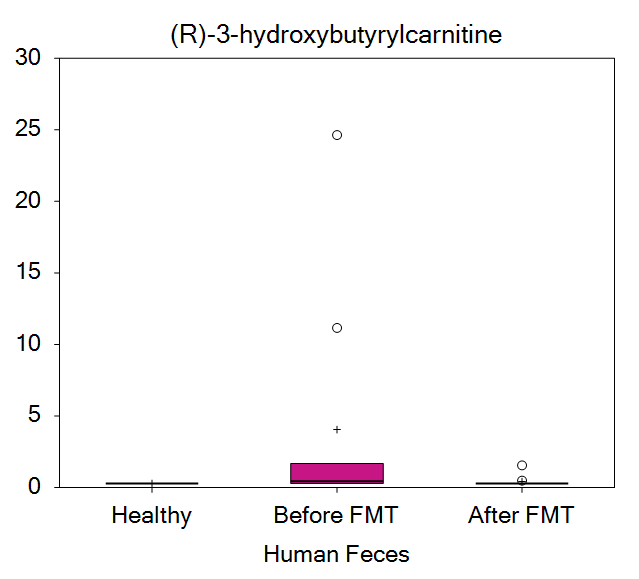 (R)-3-hydroxybutyrylcarnitine
30
25
20
15
10
5
0
Healthy Before FMT After FMT
Human Feces